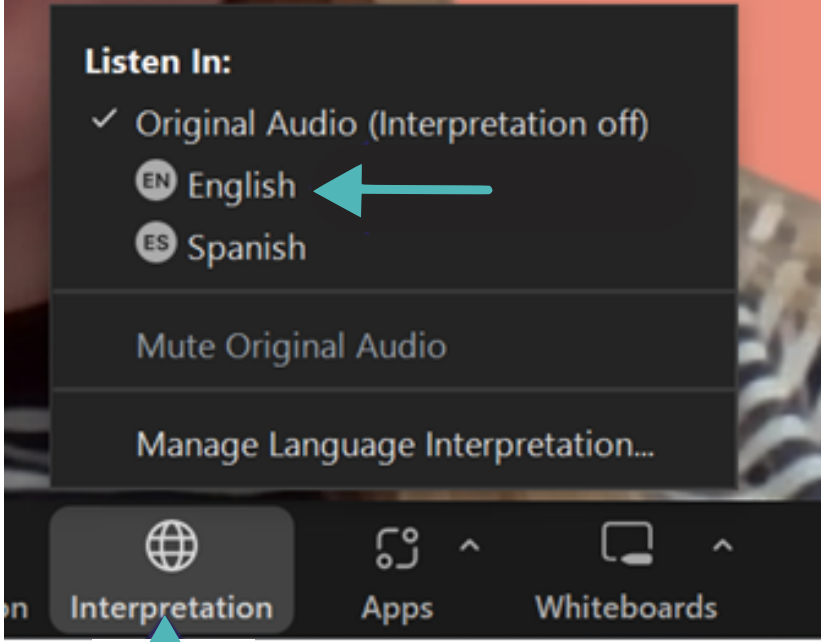 Listen In:
Original Audio (Interpretation off)
EN English
ES Spanish
Mute Original Audio
Manage Language Interpretation...
Interpretation Apps Whiteboards